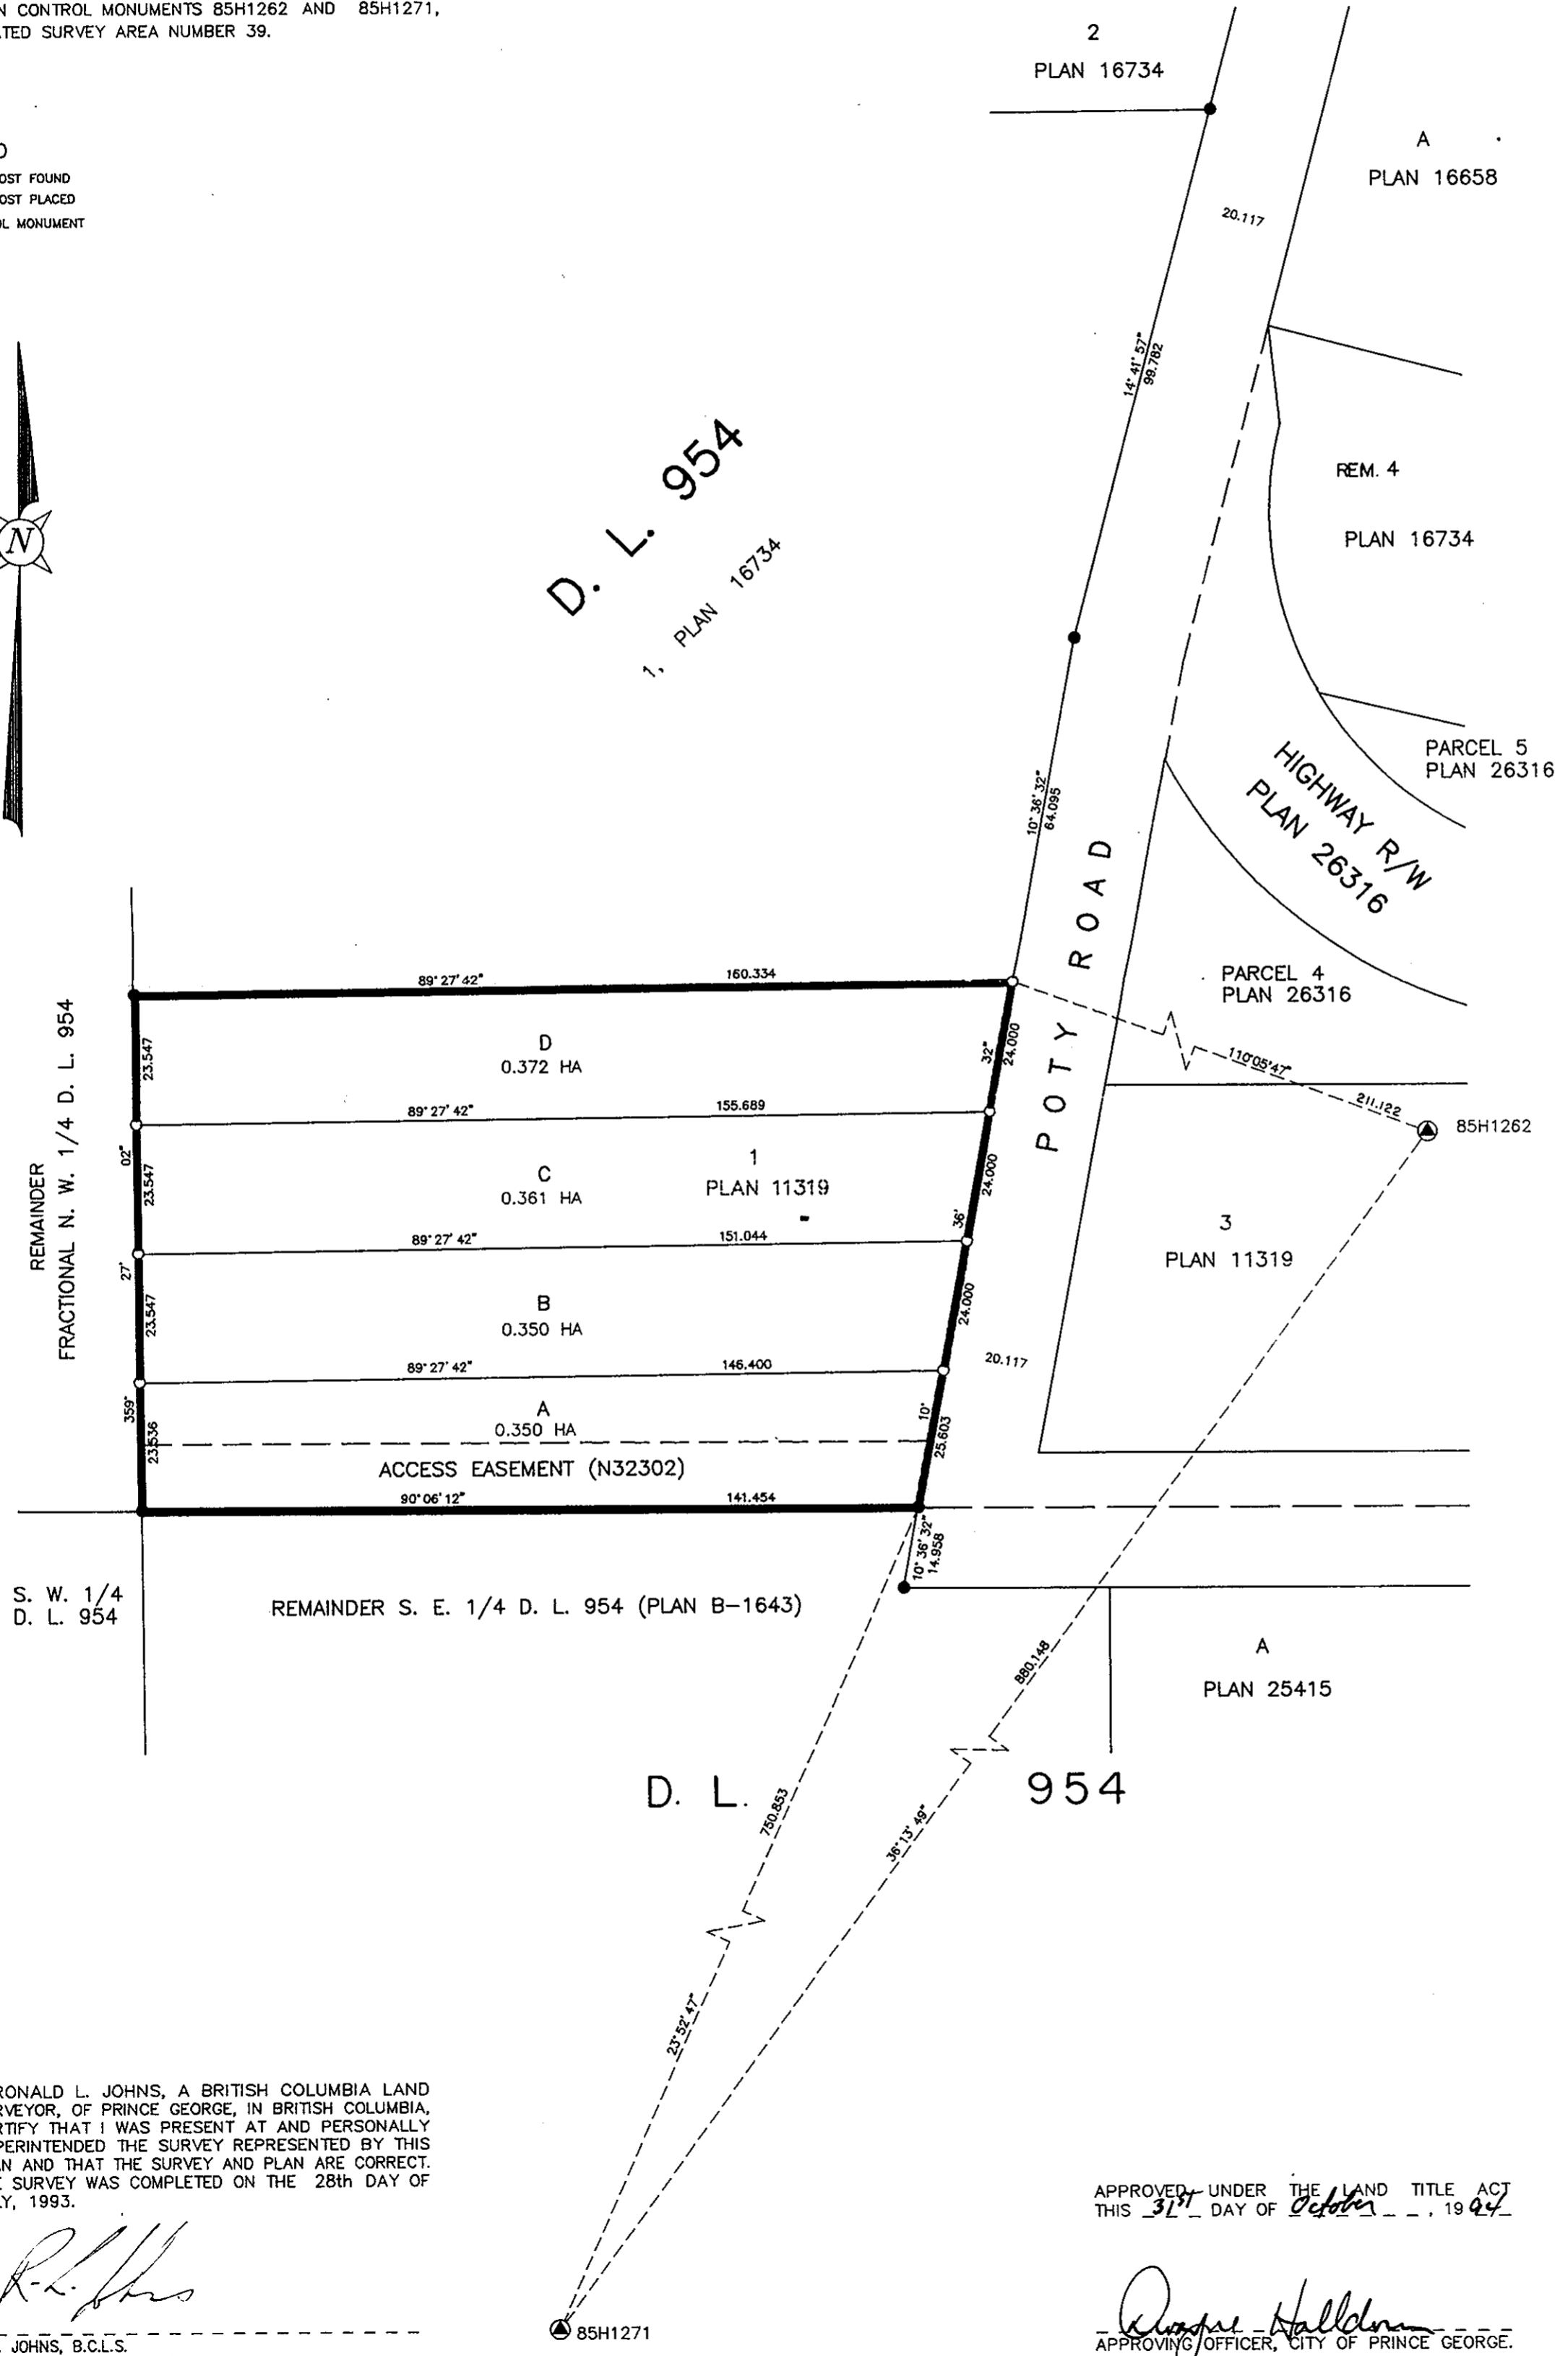 N CONTROL MONUMENTS 85H1262 AND 85H1271,
TED SURVEY AREA NUMBER 39.
OST FOUND
OST PLACED
OL MONUMENT
N
2
PLAN 16734
A
PLAN 16658
20.117
14° 41' 57"
99.782
D. L. 954
1, PLAN 16734
REM. 4
PLAN 16734
PARCEL 5
PLAN 26316
HIGHWAY R/W
PLAN 26316
10° 36' 32"
64.095
POTY ROAD
PARCEL 4
PLAN 26316
110°05'47"
211.122
85H1262
3
PLAN 11319
REMAINDER
FRACTIONAL N. W. 1/4 D. L. 954
89° 27' 42" 160.334
23.547
D
0.372 HA
32"
24.000
89° 27' 42" 155.689
02"
23.547
C
0.361 HA
1
PLAN 11319
36'
24.000
89° 27' 42" 151.044
27'
23.547
B
0.350 HA
24.000
89° 27' 42" 146.400
20.117
359°
23.536
A
0.350 HA
10°
25.603
ACCESS EASEMENT (N32302)
90° 06' 12" 141.454
10° 36' 32"
14.958
S. W. 1/4
D. L. 954
REMAINDER S. E. 1/4 D. L. 954 (PLAN B-1643)
A
PLAN 25415
880.148
D. L. 954
750.853
36° 13' 49"
23° 52' 47"
RONALD L. JOHNS, A BRITISH COLUMBIA LAND
RVEYOR, OF PRINCE GEORGE, IN BRITISH COLUMBIA,
RTIFY THAT I WAS PRESENT AT AND PERSONALLY
PERINTENDED THE SURVEY REPRESENTED BY THIS
AN AND THAT THE SURVEY AND PLAN ARE CORRECT.
E SURVEY WAS COMPLETED ON THE 28th DAY OF
LY, 1993.
R. L. Johns
. JOHNS, B.C.L.S.
85H1271
APPROVED UNDER THE LAND TITLE ACT
THIS 31st DAY OF October, 1994
APPROVING OFFICER, CITY OF PRINCE GEORGE.